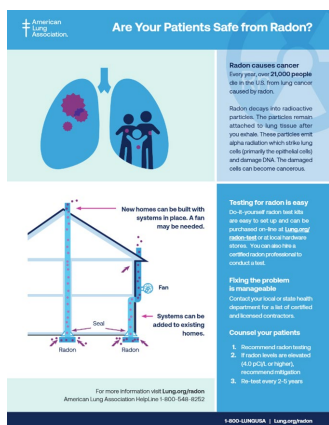 American
Lung
Association.
Are Your Patients Safe from Radon?
Radon causes cancer
Every year, over 21,000 people
die in the U.S. from lung cancer
caused by radon.
Radon decays into radioactive
particles. The particles remain
attached to lung tissue after
you exhale. These particles emit
alpha radiation which strike lung
cells (primarily the epithelial cells)
and damage DNA. The damaged
cells can become cancerous.
New homes can be built with
systems in place. A fan
may be needed.
Fan
Systems can be
added to existing
homes.
Seal
Radon
Radon
Testing for radon is easy
Do-it-yourself radon test kits
are easy to set up and can be
purchased on-line at Lung.org/
radon-test or at local hardware
stores. You can also hire a
certified radon professional to
conduct a test.
Fixing the problem
is manageable
Contact your local or state health
department for a list of certified
and licensed contractors.
Counsel your patients
1. Recommend radon testing
2. If radon levels are elevated
(4.0 pC/L or higher),
recommend mitigation
3. Re-test every 2-5 years
For more information visit Lung.org/radon
American Lung Association HelpLine 1-800-548-8252
1-800-LUNGUSA | Lung.org/radon